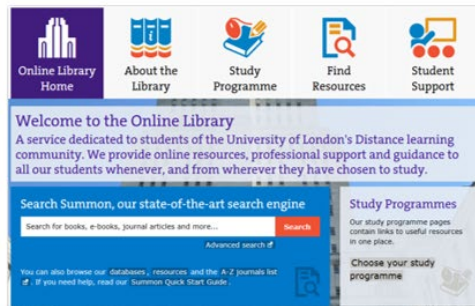 Online Library
Home
About the
Library
Study
Programme
Find
Resources
Student
Support
Welcome to the Online Library
A service dedicated to students of the University of London's Distance learning
community. We provide online resources, professional support and guidance to
all our students whenever, and from wherever they have chosen to study.
Search Summon, our state-of-the-art search engine
Search for books, e-books, journal articles and more...
Search
Advanced search
You can also browse our databases, resources and the A-Z journals list
. If you need help, read our Summon Quick Start Guide.
Study Programmes
Our study programme pages
contain links to useful resources
in one place.
Choose your study
programme